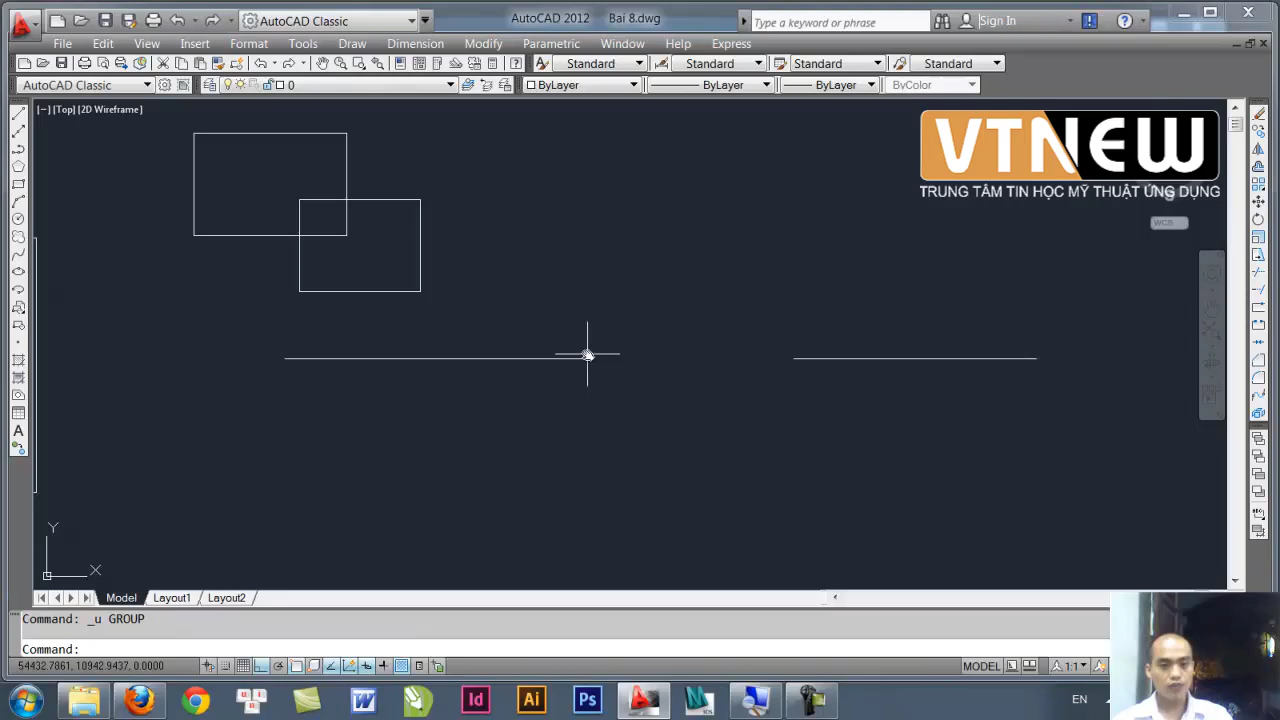 AutoCAD Classic
AutoCAD 2012 Bai 8.dwg
Type a keyword or phrase
Sign In
File Edit View Insert Format Tools Draw Dimension Modify Parametric Window Help Express
Standard Standard Standard Standard
AutoCAD Classic 0 ByLayer ByLayer ByLayer ByColor
[−] [Top] [2D Wireframe]
VTNEW
TRUNG TÂM TIN HỌC MỸ THUẬT ỨNG DỤNG
WCS
Y
X
Model Layout1 Layout2
Command: _u GROUP
Command:
54432.7861, 10942.9437, 0.0000
MODEL 1:1
W Id Ai Ps EN